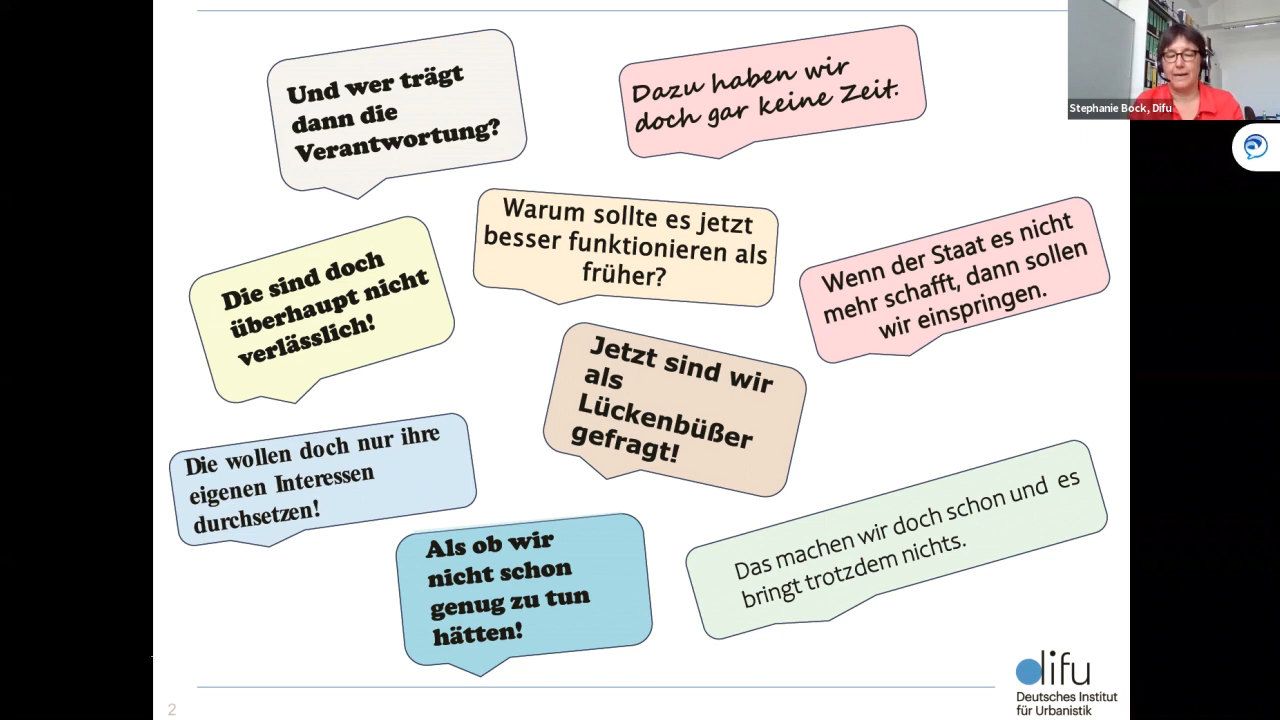 Und wer trägt
dann die
Verantwortung?
Dazu haben wir
doch gar keine Zeit.
Stephanie Bock, Difu
Warum sollte es jetzt
besser funktionieren als
früher?
Wenn der Staat es nicht
mehr schafft, dann sollen
wir einspringen.
Die sind doch
überhaupt nicht
verlässlich!
Jetzt sind wir
als
Lückenbüßer
gefragt!
Die wollen doch nur ihre
eigenen Interessen
durchsetzen!
Als ob wir
nicht schon
genug zu tun
hätten!
Das machen wir doch schon und es
bringt trotzdem nichts.
difu
Deutsches Institut
für Urbanistik
2